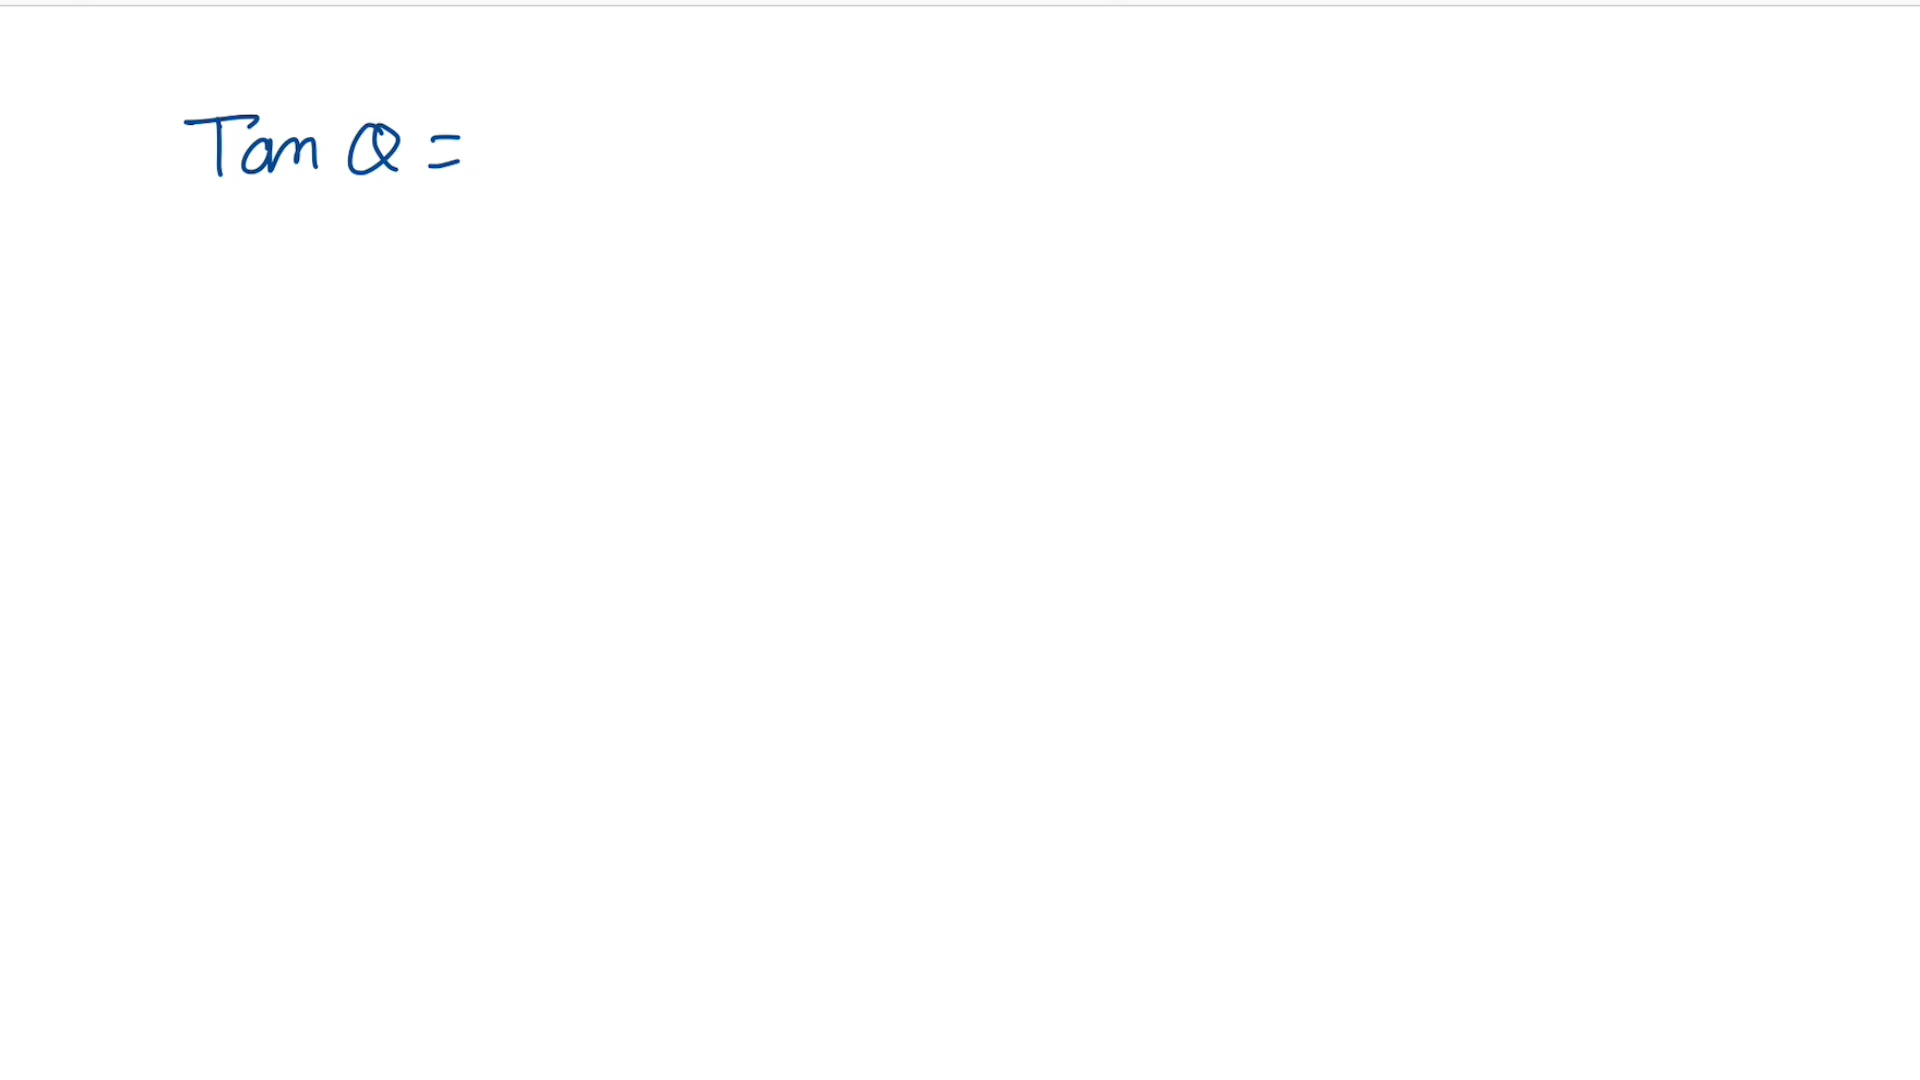 Tan Q =